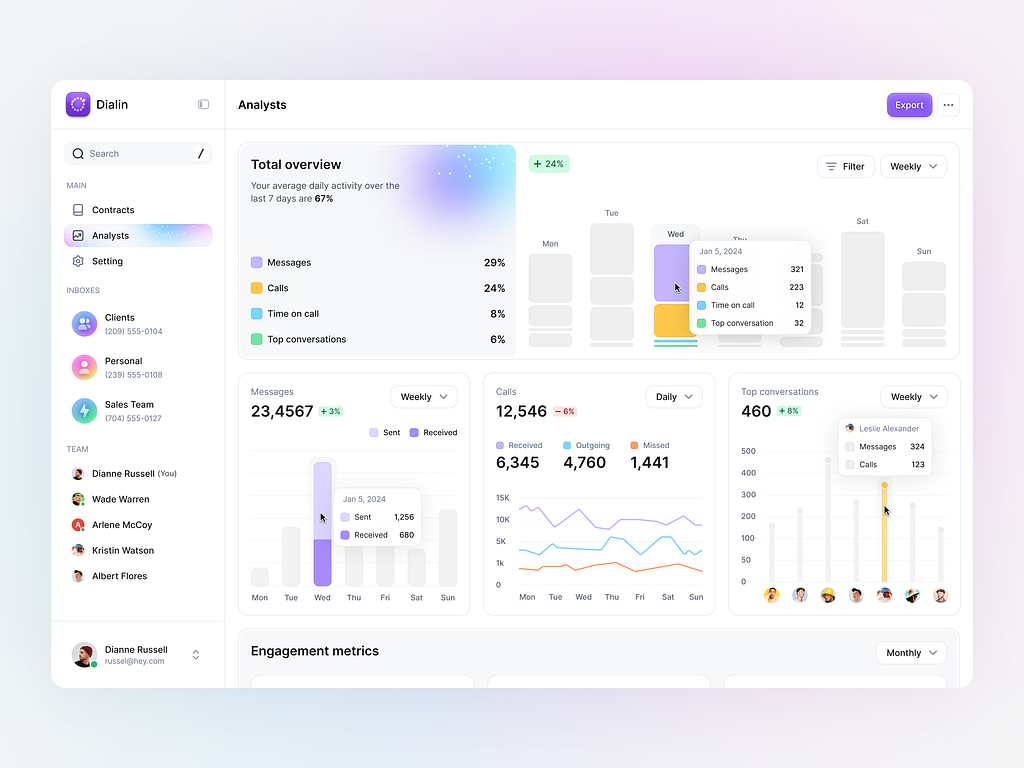 Dialin
Search /
MAIN
Contracts
Analysts
Setting
INBOXES
Clients
(209) 555-0104
Personal
(239) 555-0108
Sales Team
(704) 555-0127
TEAM
Dianne Russell (You)
Wade Warren
A Arlene McCoy
Kristin Watson
Albert Flores
Dianne Russell
russel@hey.com
Analysts
Export
Total overview
Your average daily activity over the
last 7 days are 67%
Messages 29%
Calls 24%
Time on call 8%
Top conversations 6%
+ 24%
Filter
Weekly
Mon
Tue
Wed
Thu
Sat
Sun
Jan 5, 2024
Messages 321
Calls 223
Time on call 12
Top conversation 32
Messages
23,4567 + 3%
Weekly
Sent Received
Jan 5, 2024
Sent 1,256
Received 680
Mon Tue Wed Thu Fri Sat Sun
Calls
12,546 − 6%
Daily
Received Outgoing Missed
6,345 4,760 1,441
15K
10K
5K
1k
0
Mon Tue Wed Thu Fri Sat Sun
Top conversations
460 + 8%
Weekly
Leslie Alexander
Messages 324
Calls 123
500
400
300
200
100
50
0
Engagement metrics
Monthly